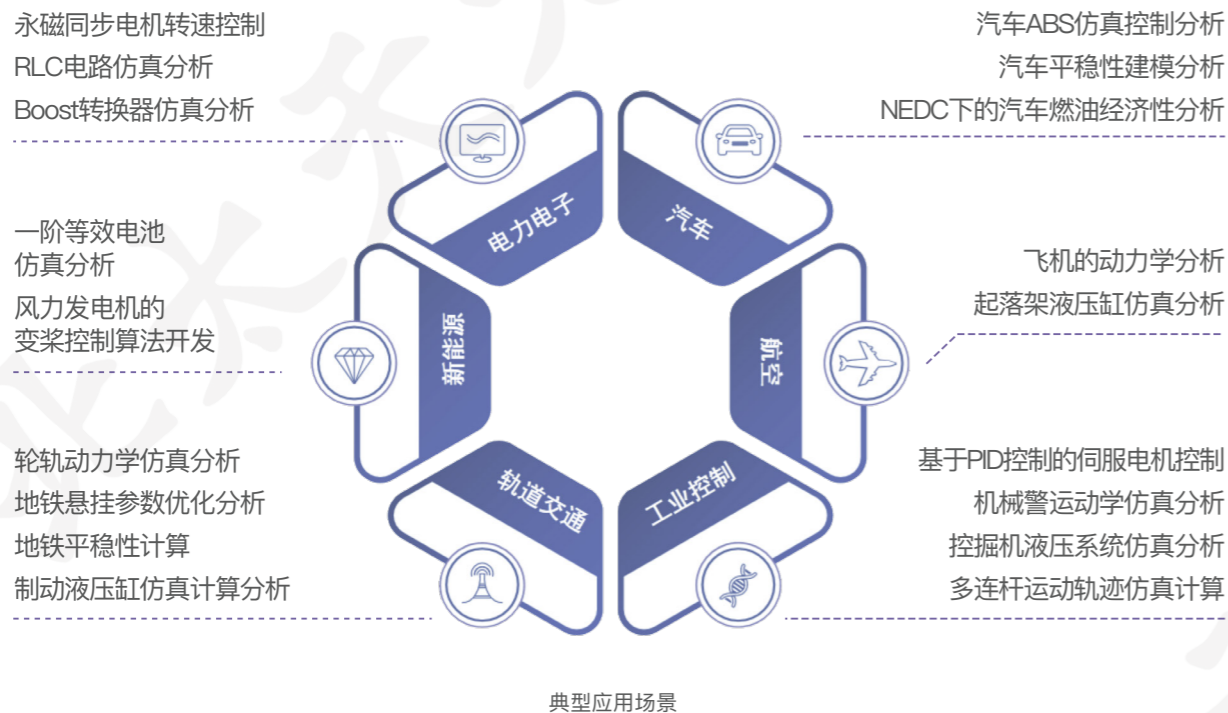 永磁同步电机转速控制
RLC电路仿真分析
Boost转换器仿真分析
电力电子
汽车ABS仿真控制分析
汽车平稳性建模分析
NEDC下的汽车燃油经济性分析
汽车
一阶等效电池
仿真分析
风力发电机的
变桨控制算法开发
新能源
飞机的动力学分析
起落架液压缸仿真分析
航空
轮轨动力学仿真分析
地铁悬挂参数优化分析
地铁平稳性计算
制动液压缸仿真计算分析
轨道交通
基于PID控制的伺服电机控制
机械警运动学仿真分析
控掘机液压系统仿真分析
多连杆运动轨迹仿真计算
工业控制
典型应用场景